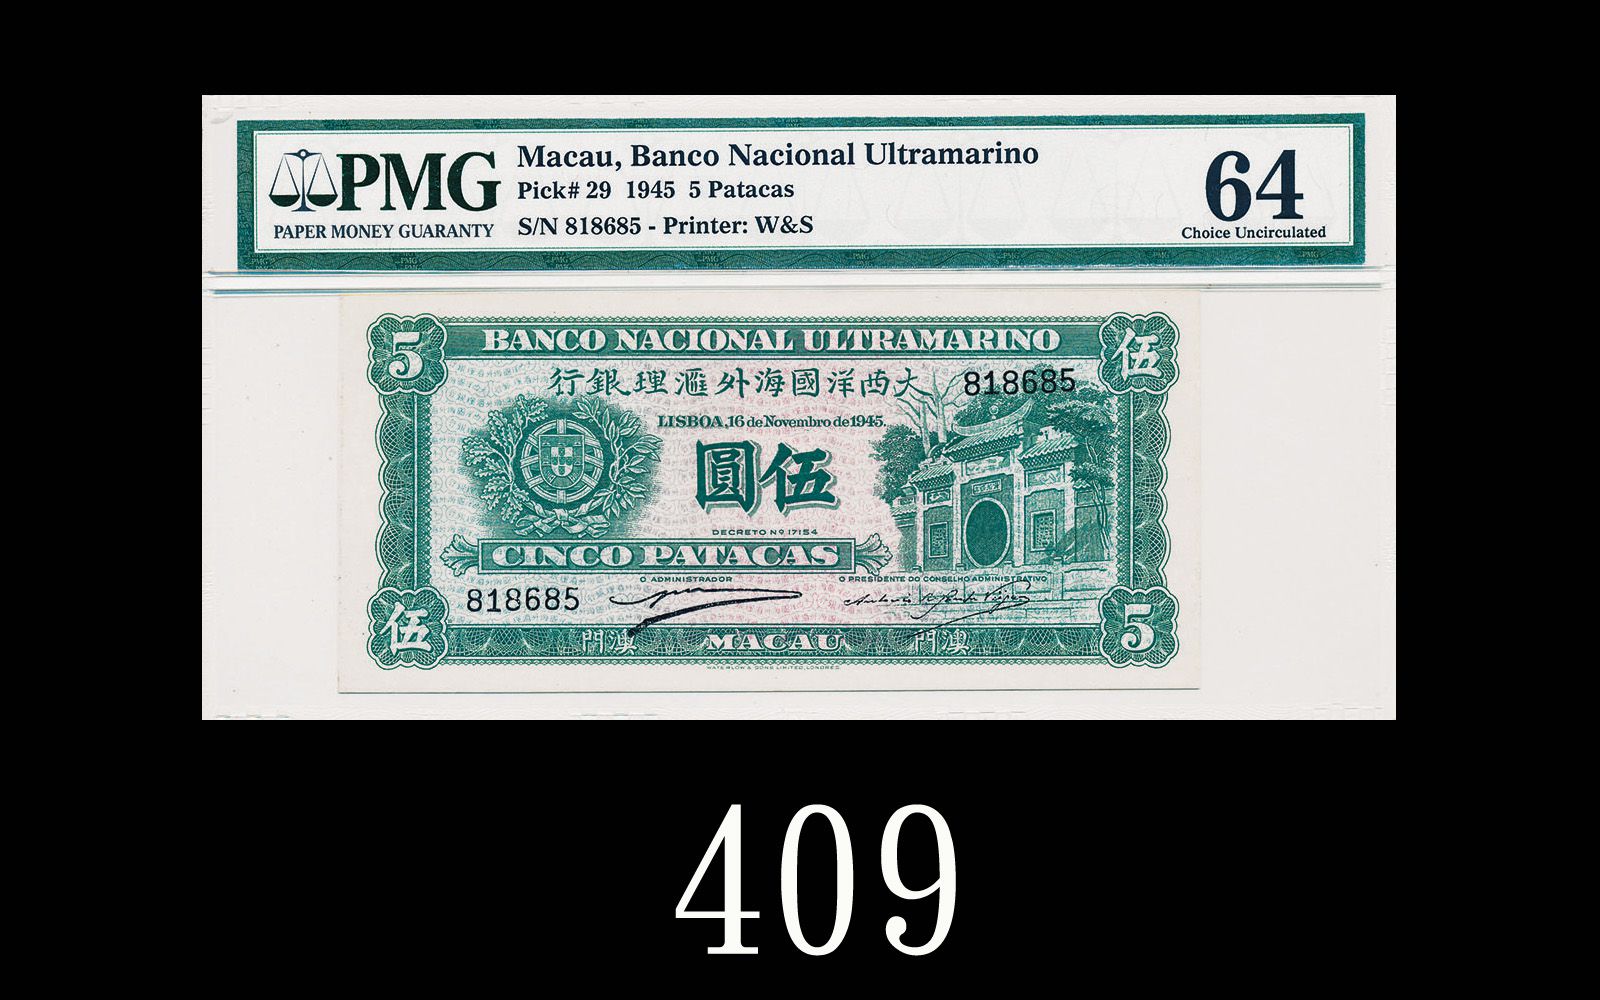 PMG
PAPER MONEY GUARANTY
Macau, Banco Nacional Ultramarino
Pick# 29 1945 5 Patacas
S/N 818685 - Printer: W&S
64
Choice Uncirculated
5
BANCO NACIONAL ULTRAMARINO
伍
行銀理滙外海國洋西大
818685
LISBOA, 16 de Novembro de 1945.
圓伍
DECRETO Nº 17154
CINCO PATACAS
O ADMINISTRADOR
O PRESIDENTE DO CONSELHO ADMINISTRATIVO
818685
伍
門澳
MACAU
門澳
5
WATERLOW & SONS LIMITED, LONDRES.
409